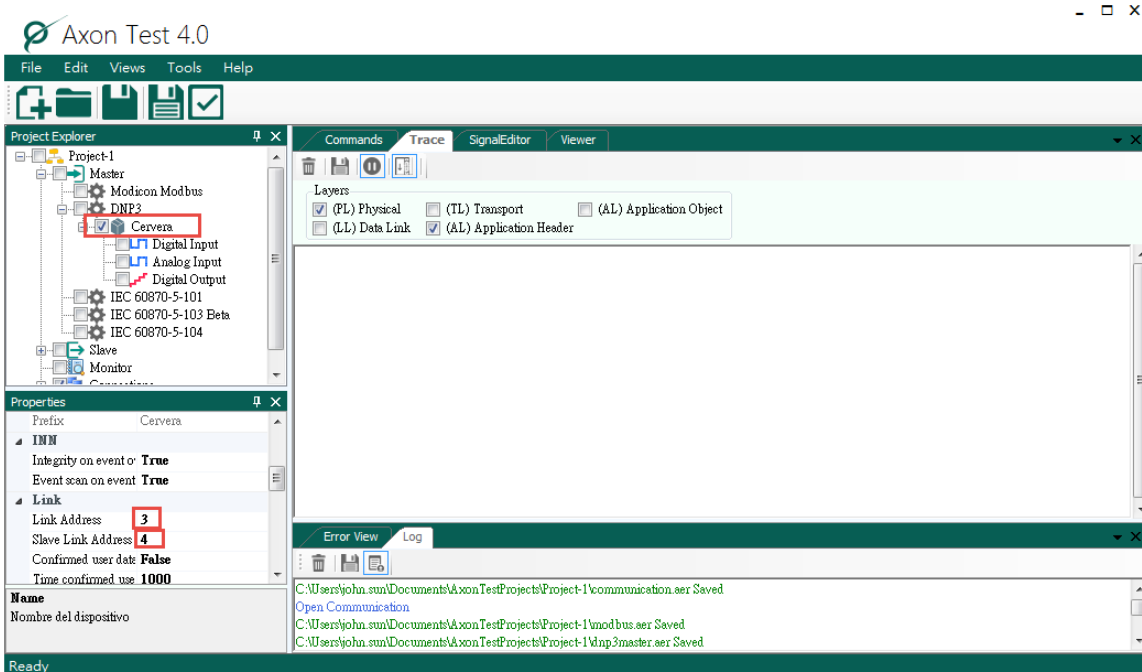 Axon Test 4.0
File Edit Views Tools Help
Project Explorer
Project-1
Master
Modicon Modbus
DNP3
Cervera
Digital Input
Analog Input
Digital Output
IEC 60870-5-101
IEC 60870-5-103 Beta
IEC 60870-5-104
Slave
Monitor
Connections
Properties
Prefix Cervera
INN
Integrity on event o True
Event scan on event True
Link
Link Address 3
Slave Link Address 4
Confirmed user data False
Time confirmed use 1000
Name
Nombre del dispositivo
Commands Trace SignalEditor Viewer
Layers
(PL) Physical (TL) Transport (AL) Application Object
(LL) Data Link (AL) Application Header
Error View Log
C:\Users\john.sun\Documents\AxonTestProjects\Project-1\communication.aer Saved
Open Communication
C:\Users\john.sun\Documents\AxonTestProjects\Project-1\modbus.aer Saved
C:\Users\john.sun\Documents\AxonTestProjects\Project-1\dnp3master.aer Saved
Ready